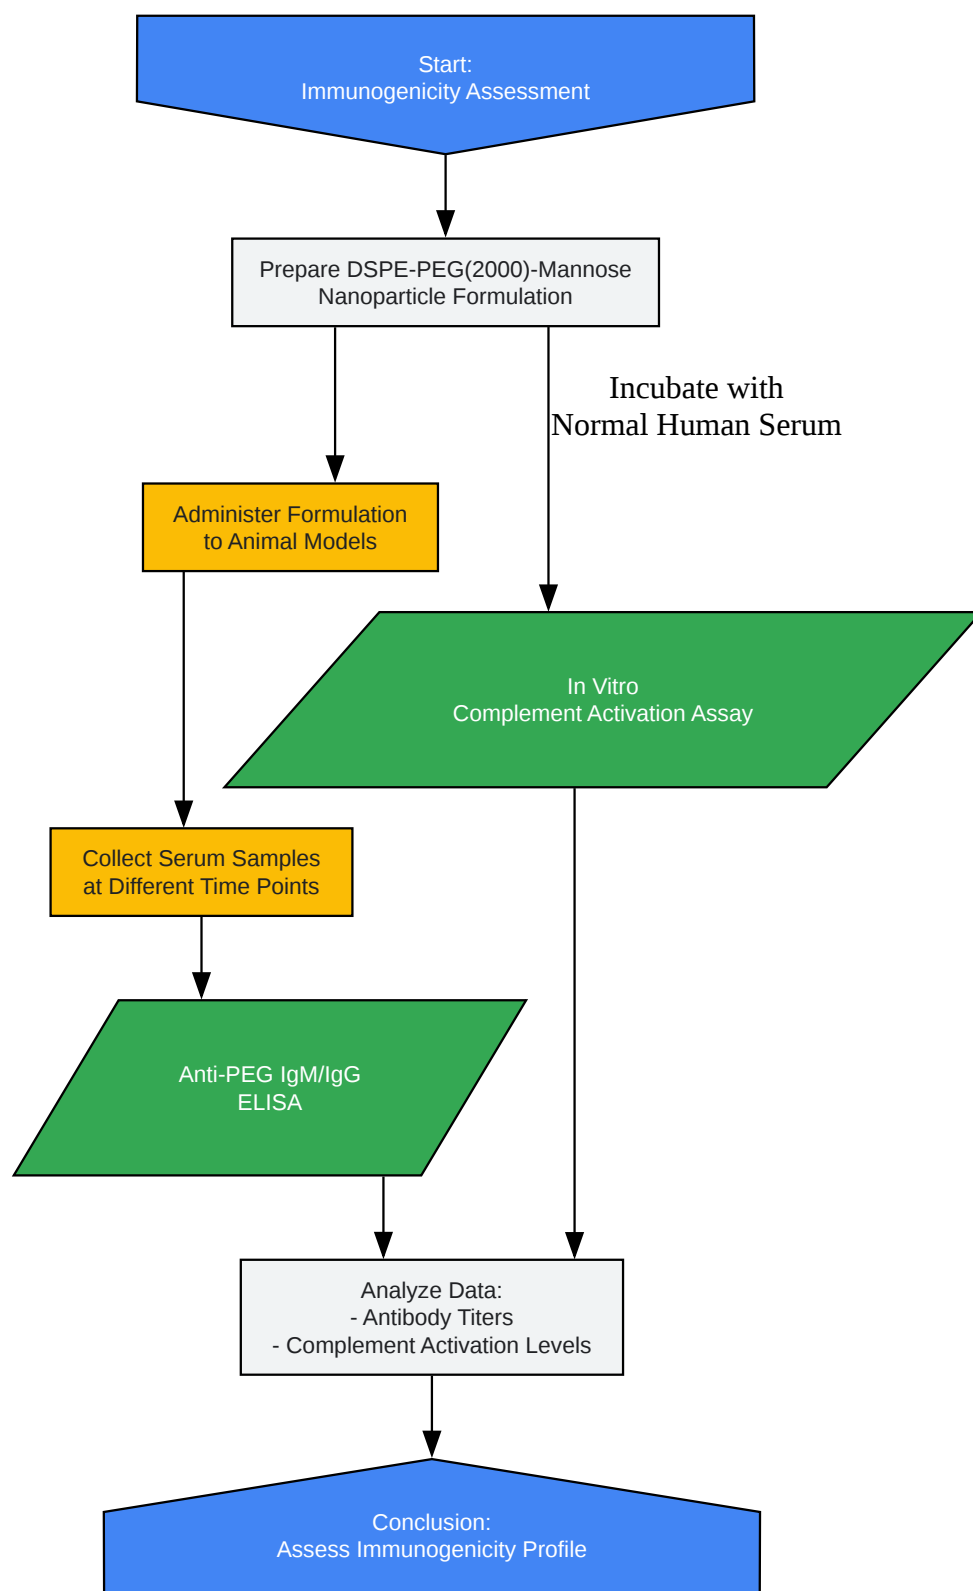 Start:
Immunogenicity Assessment
Prepare DSPE-PEG(2000)-Mannose
Nanoparticle Formulation
Incubate with
Normal Human Serum
Administer Formulation
to Animal Models
In Vitro
Complement Activation Assay
Collect Serum Samples
at Different Time Points
Anti-PEG IgM/IgG
ELISA
Analyze Data:
- Antibody Titers
- Complement Activation Levels
Conclusion:
Assess Immunogenicity Profile